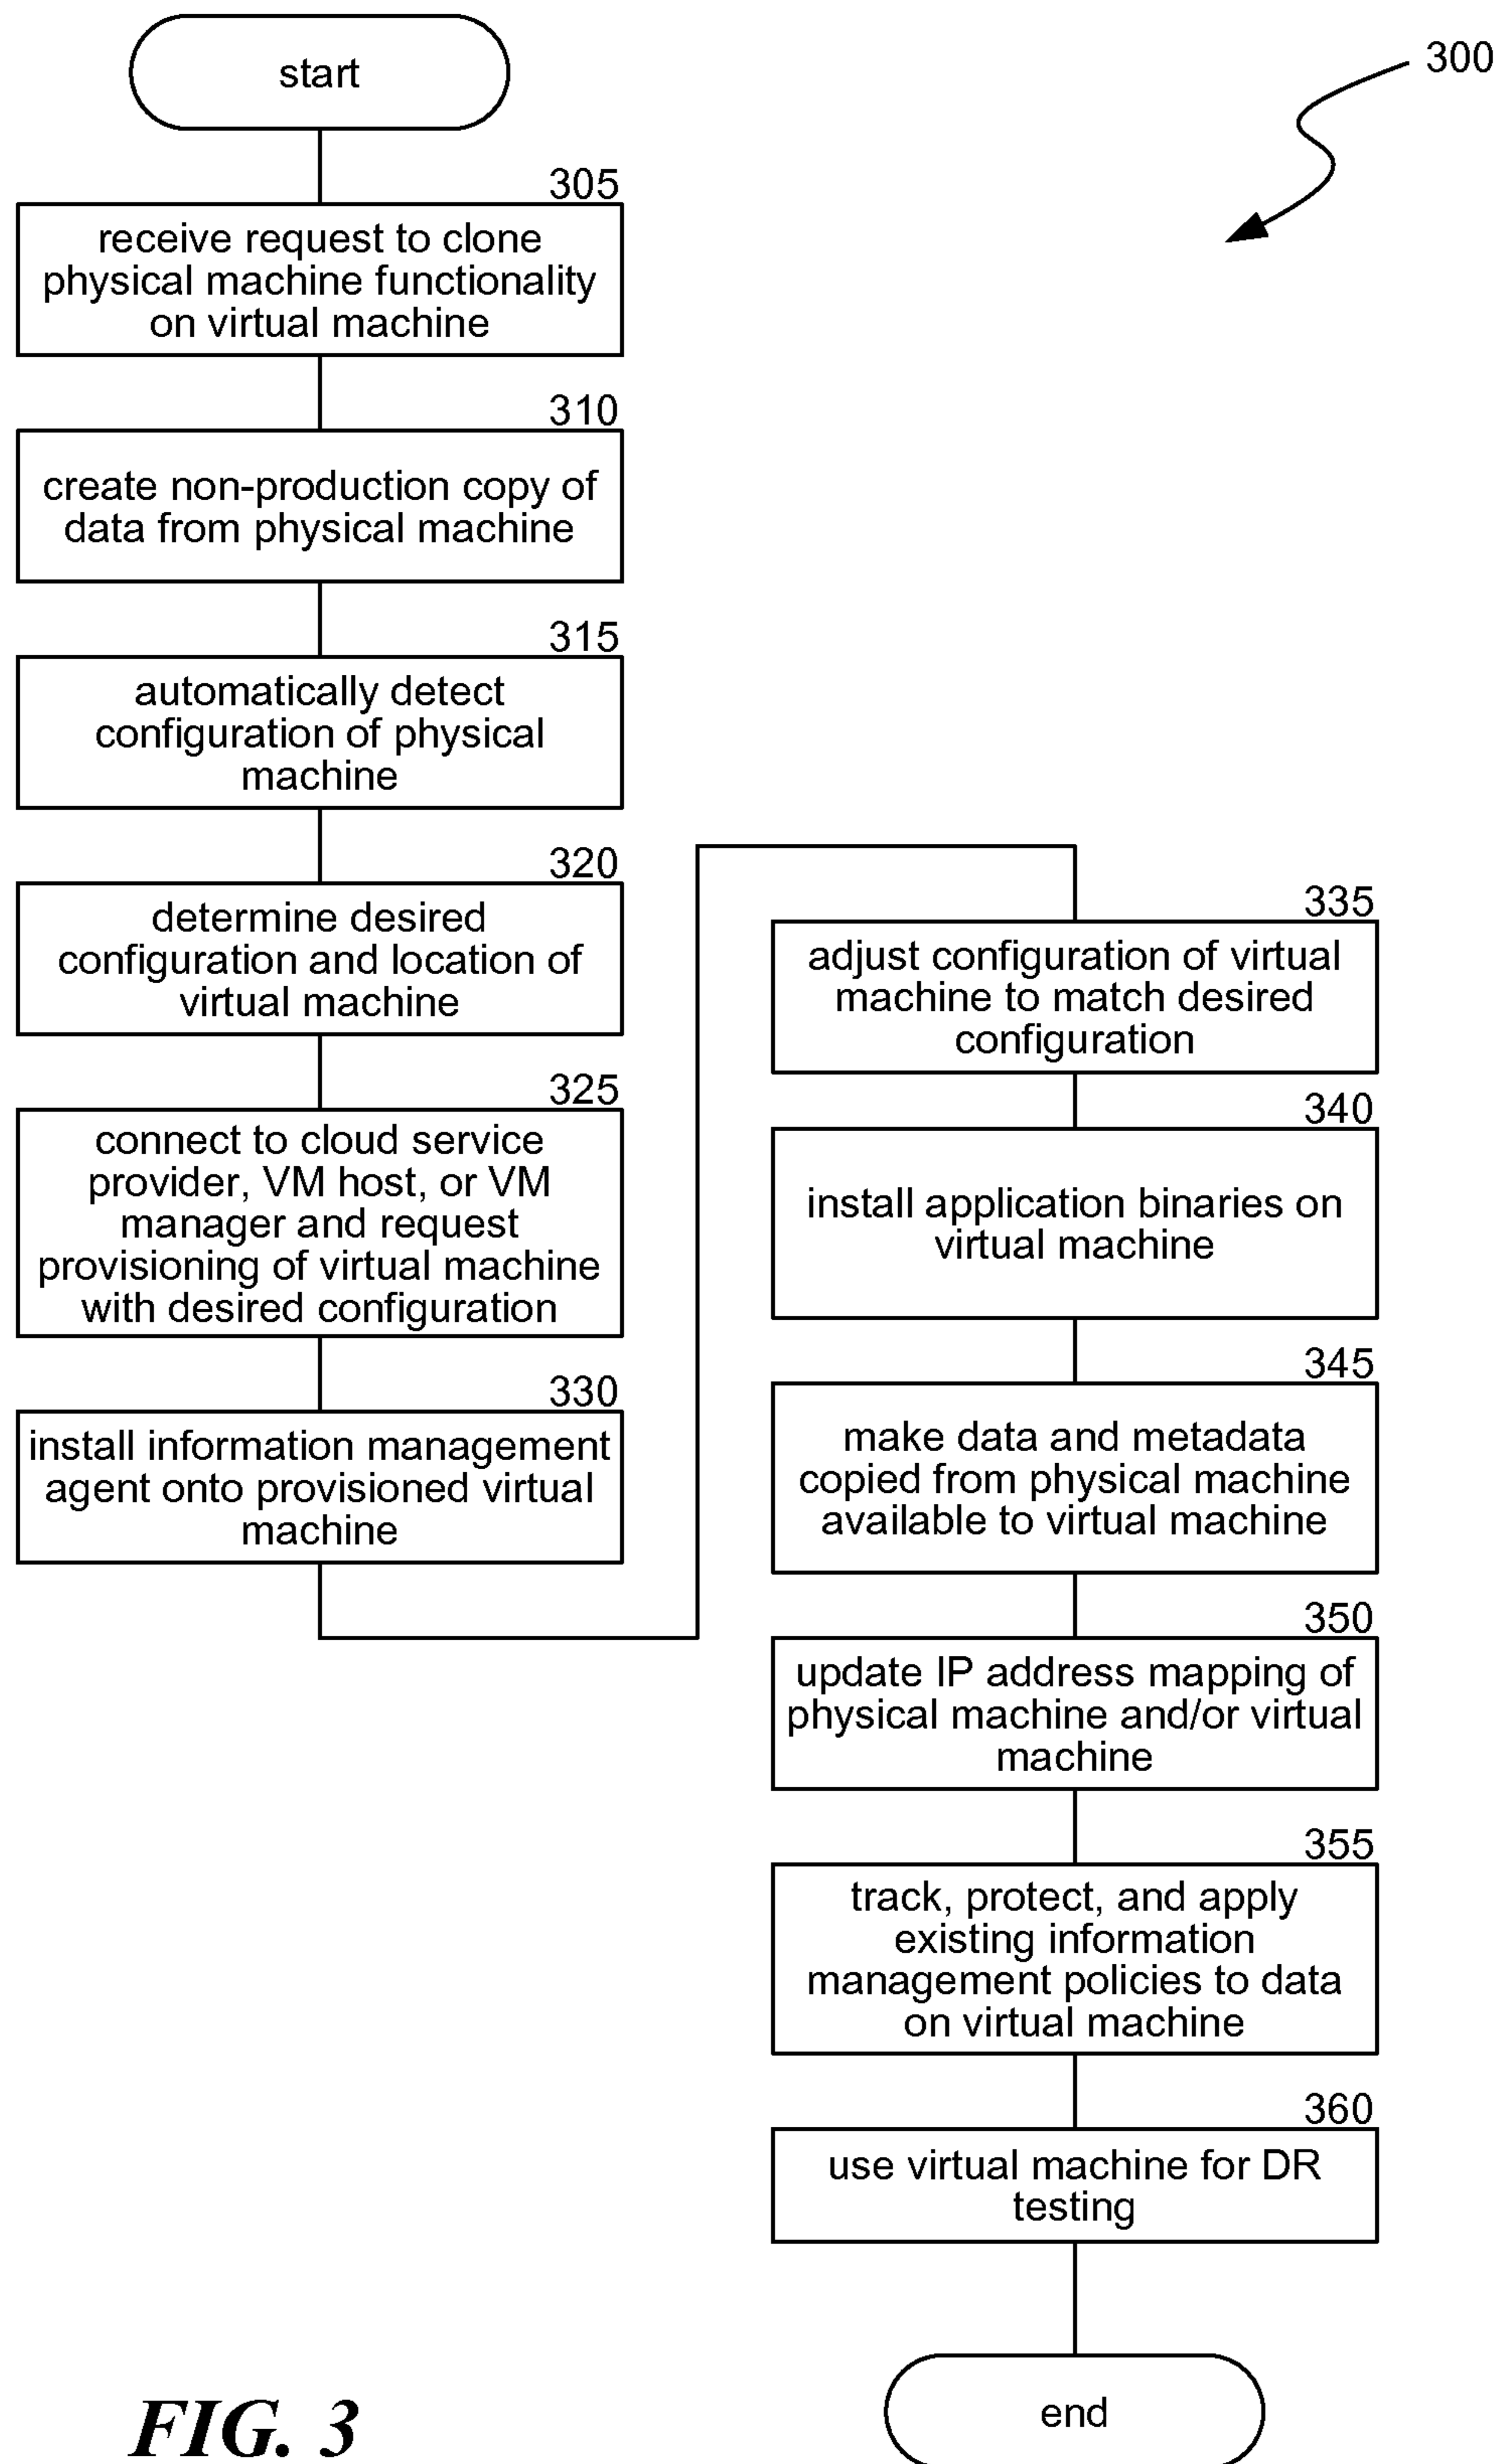 start
300
305
receive request to clone
physical machine functionality
on virtual machine
310
create non-production copy of
data from physical machine
315
automatically detect
configuration of physical
machine
320
determine desired
configuration and location of
virtual machine
325
connect to cloud service
provider, VM host, or VM
manager and request
provisioning of virtual machine
with desired configuration
330
install information management
agent onto provisioned virtual
machine
335
adjust configuration of virtual
machine to match desired
configuration
340
install application binaries on
virtual machine
345
make data and metadata
copied from physical machine
available to virtual machine
350
update IP address mapping of
physical machine and/or virtual
machine
355
track, protect, and apply
existing information
management policies to data
on virtual machine
360
use virtual machine for DR
testing
end
FIG. 3